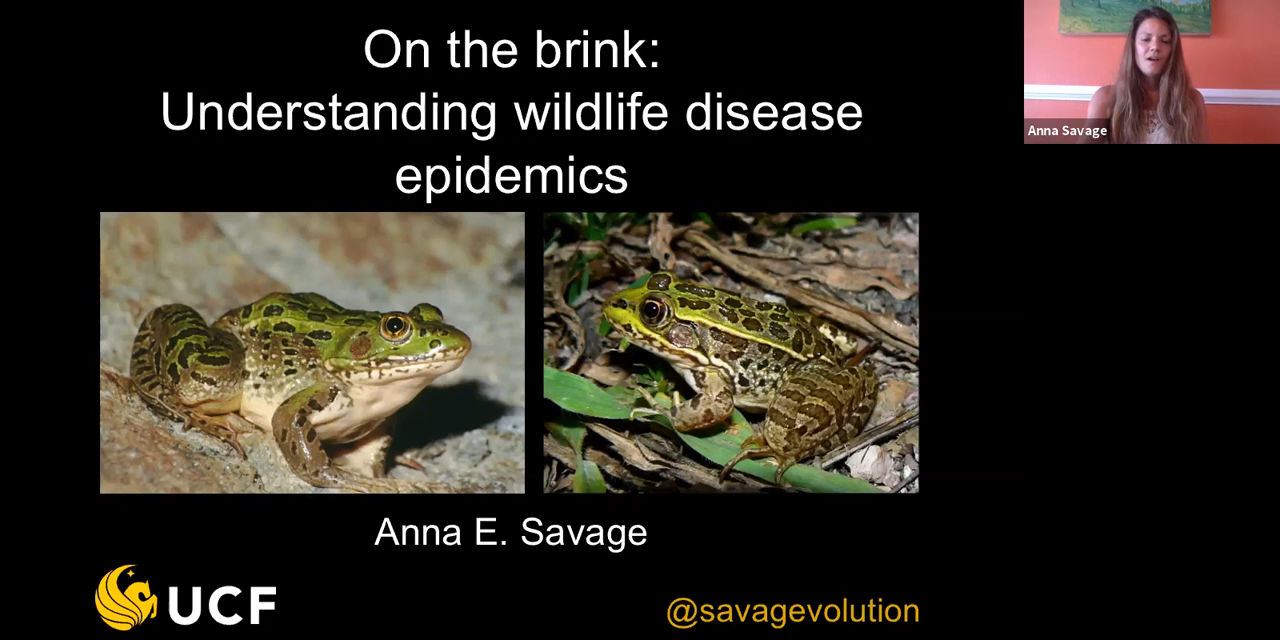 On the brink:
Understanding wildlife disease
epidemics
Anna Savage
Anna E. Savage
UCF
@savagevolution